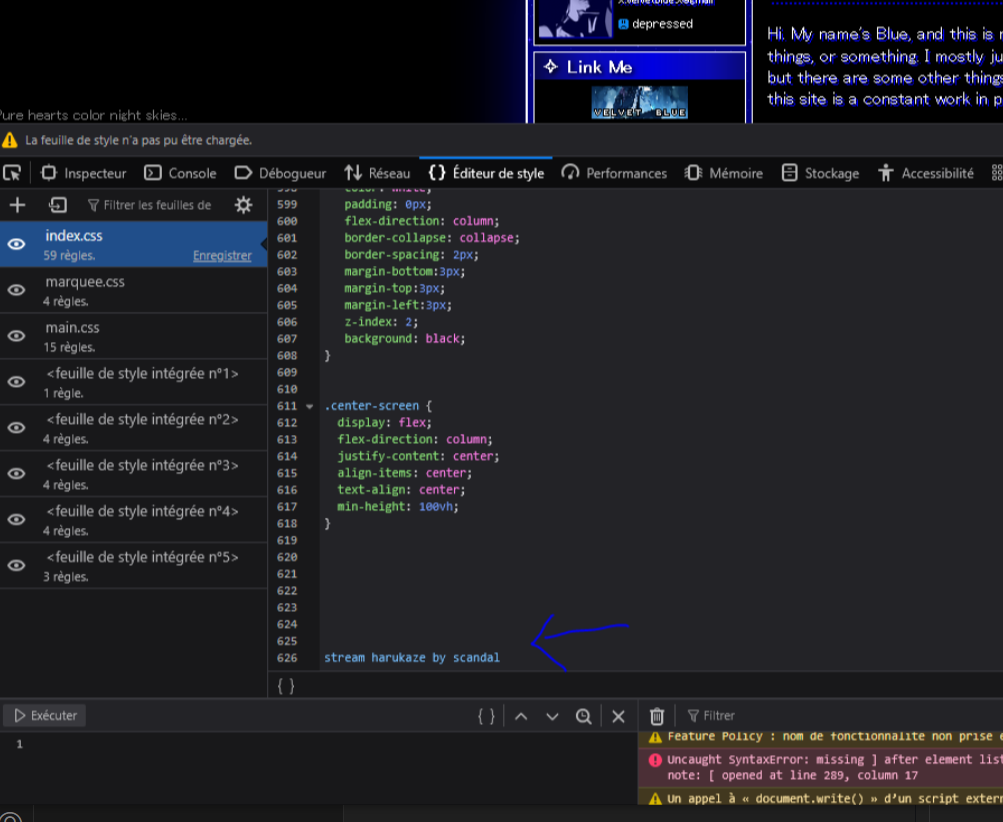 x.velvetblue.x@gmail
depressed
Hi, My name's Blue, and this is
things, or something. I mostly ju
Link Me
but there are some other things
VELVET BLUE
this site is a constant work in p
Pure hearts color night skies...
La feuille de style n'a pas pu être chargée.
Inspecteur Console Débogueur Réseau {} Éditeur de style Performances Mémoire Stockage Accessibilité
Filtrer les feuilles de
index.css
59 règles. Enregistrer
marquee.css
4 règles.
main.css
15 règles.
<feuille de style intégrée n°1>
1 règle.
<feuille de style intégrée n°2>
4 règles.
<feuille de style intégrée n°3>
4 règles.
<feuille de style intégrée n°4>
4 règles.
<feuille de style intégrée n°5>
3 règles.
598 color: white;
599 padding: 0px;
600 flex-direction: column;
601 border-collapse: collapse;
602 border-spacing: 2px;
603 margin-bottom:3px;
604 margin-top:3px;
605 margin-left:3px;
606 z-index: 2;
607 background: black;
608 }
609
610
611 .center-screen {
612 display: flex;
613 flex-direction: column;
614 justify-content: center;
615 align-items: center;
616 text-align: center;
617 min-height: 100vh;
618 }
619
620
621
622
623
624
625
626 stream harukaze by scandal
{ }
Exécuter { }
Filtrer
1
Feature Policy : nom de fonctionnalité non prise e
Uncaught SyntaxError: missing ] after element list
note: [ opened at line 289, column 17
Un appel à « document.write() » d'un script extern